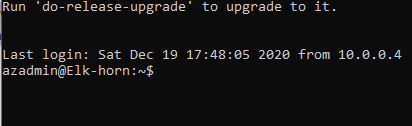 Run 'do-release-upgrade' to upgrade to it.
Last login: Sat Dec 19 17:48:05 2020 from 10.0.0.4
azadmin@Elk-horn:~$